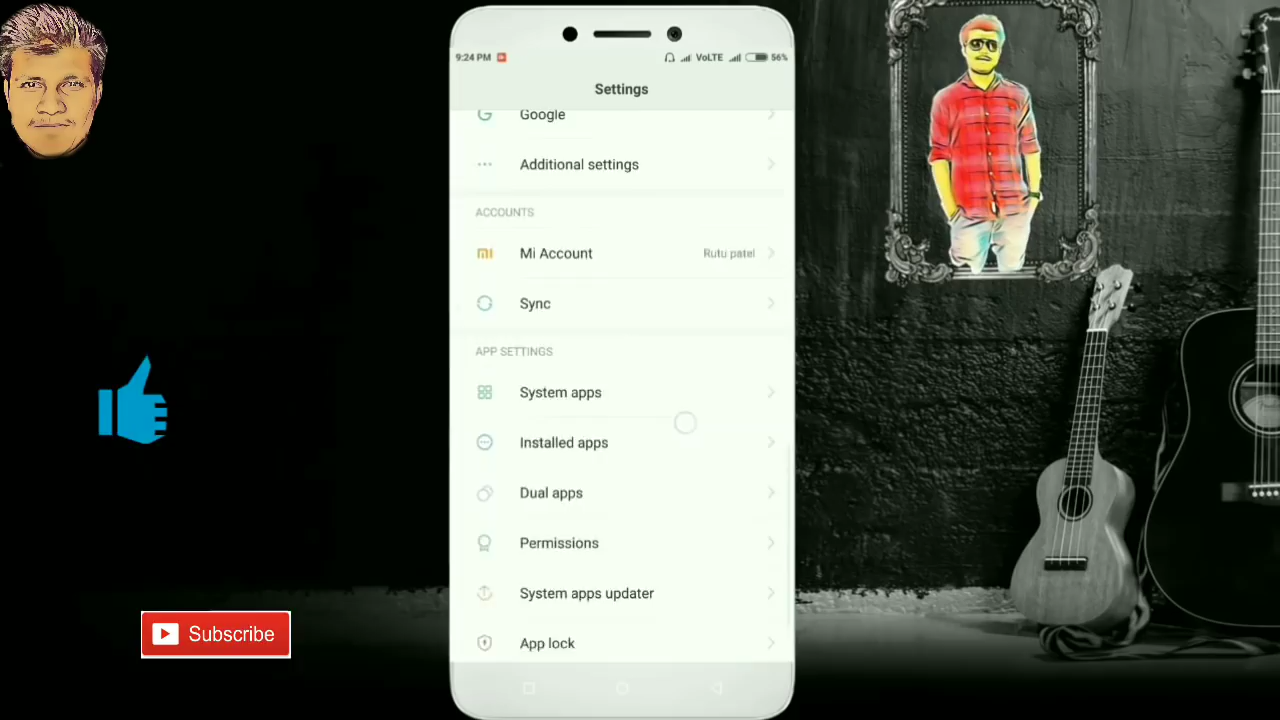 9:24 PM VoLTE 56%
Settings
Google
Additional settings
ACCOUNTS
Mi Account Rutu patel
Sync
APP SETTINGS
System apps
Installed apps
Dual apps
Permissions
System apps updater
App lock
Subscribe